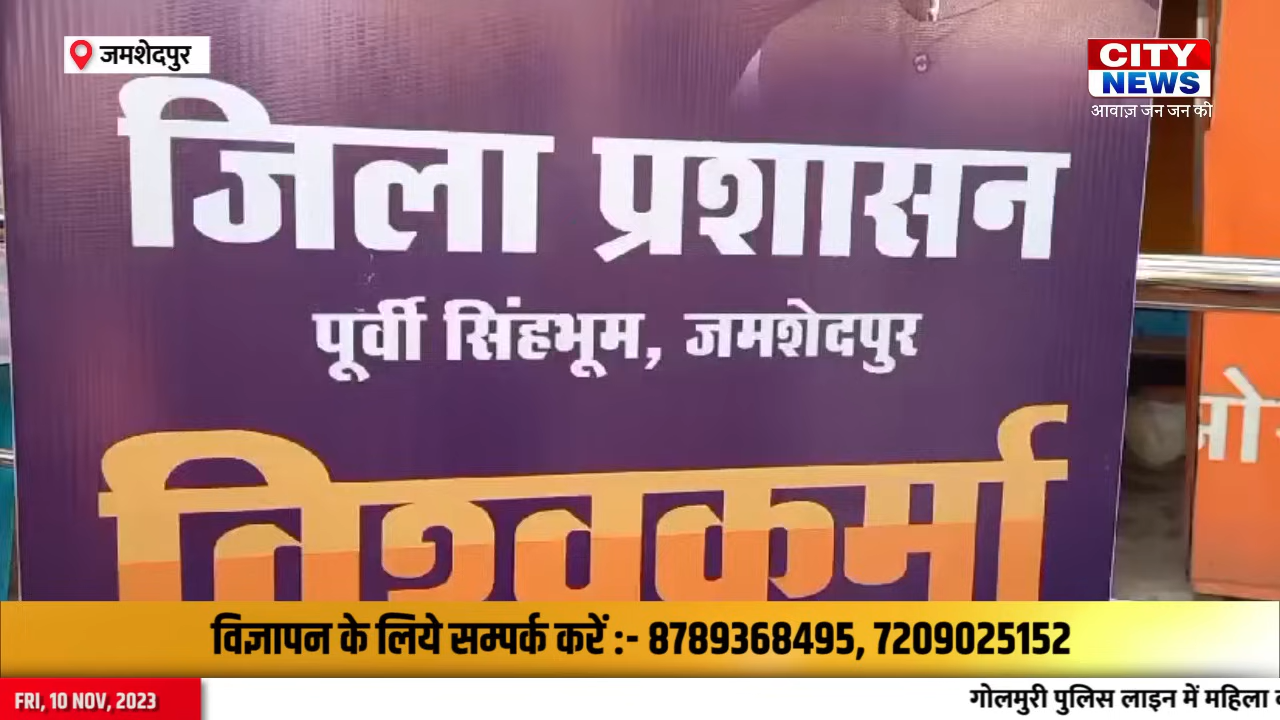 जमशेदपुर
CITY
NEWS
आवाज़ जन जन की
जिला प्रशासन
पूर्वी सिंहभूम, जमशेदपुर
विश्वकर्मा
विज्ञापन के लिये सम्पर्क करें :- 8789368495, 7209025152
FRI, 10 NOV, 2023
गोलमुरी पुलिस लाइन में महिला